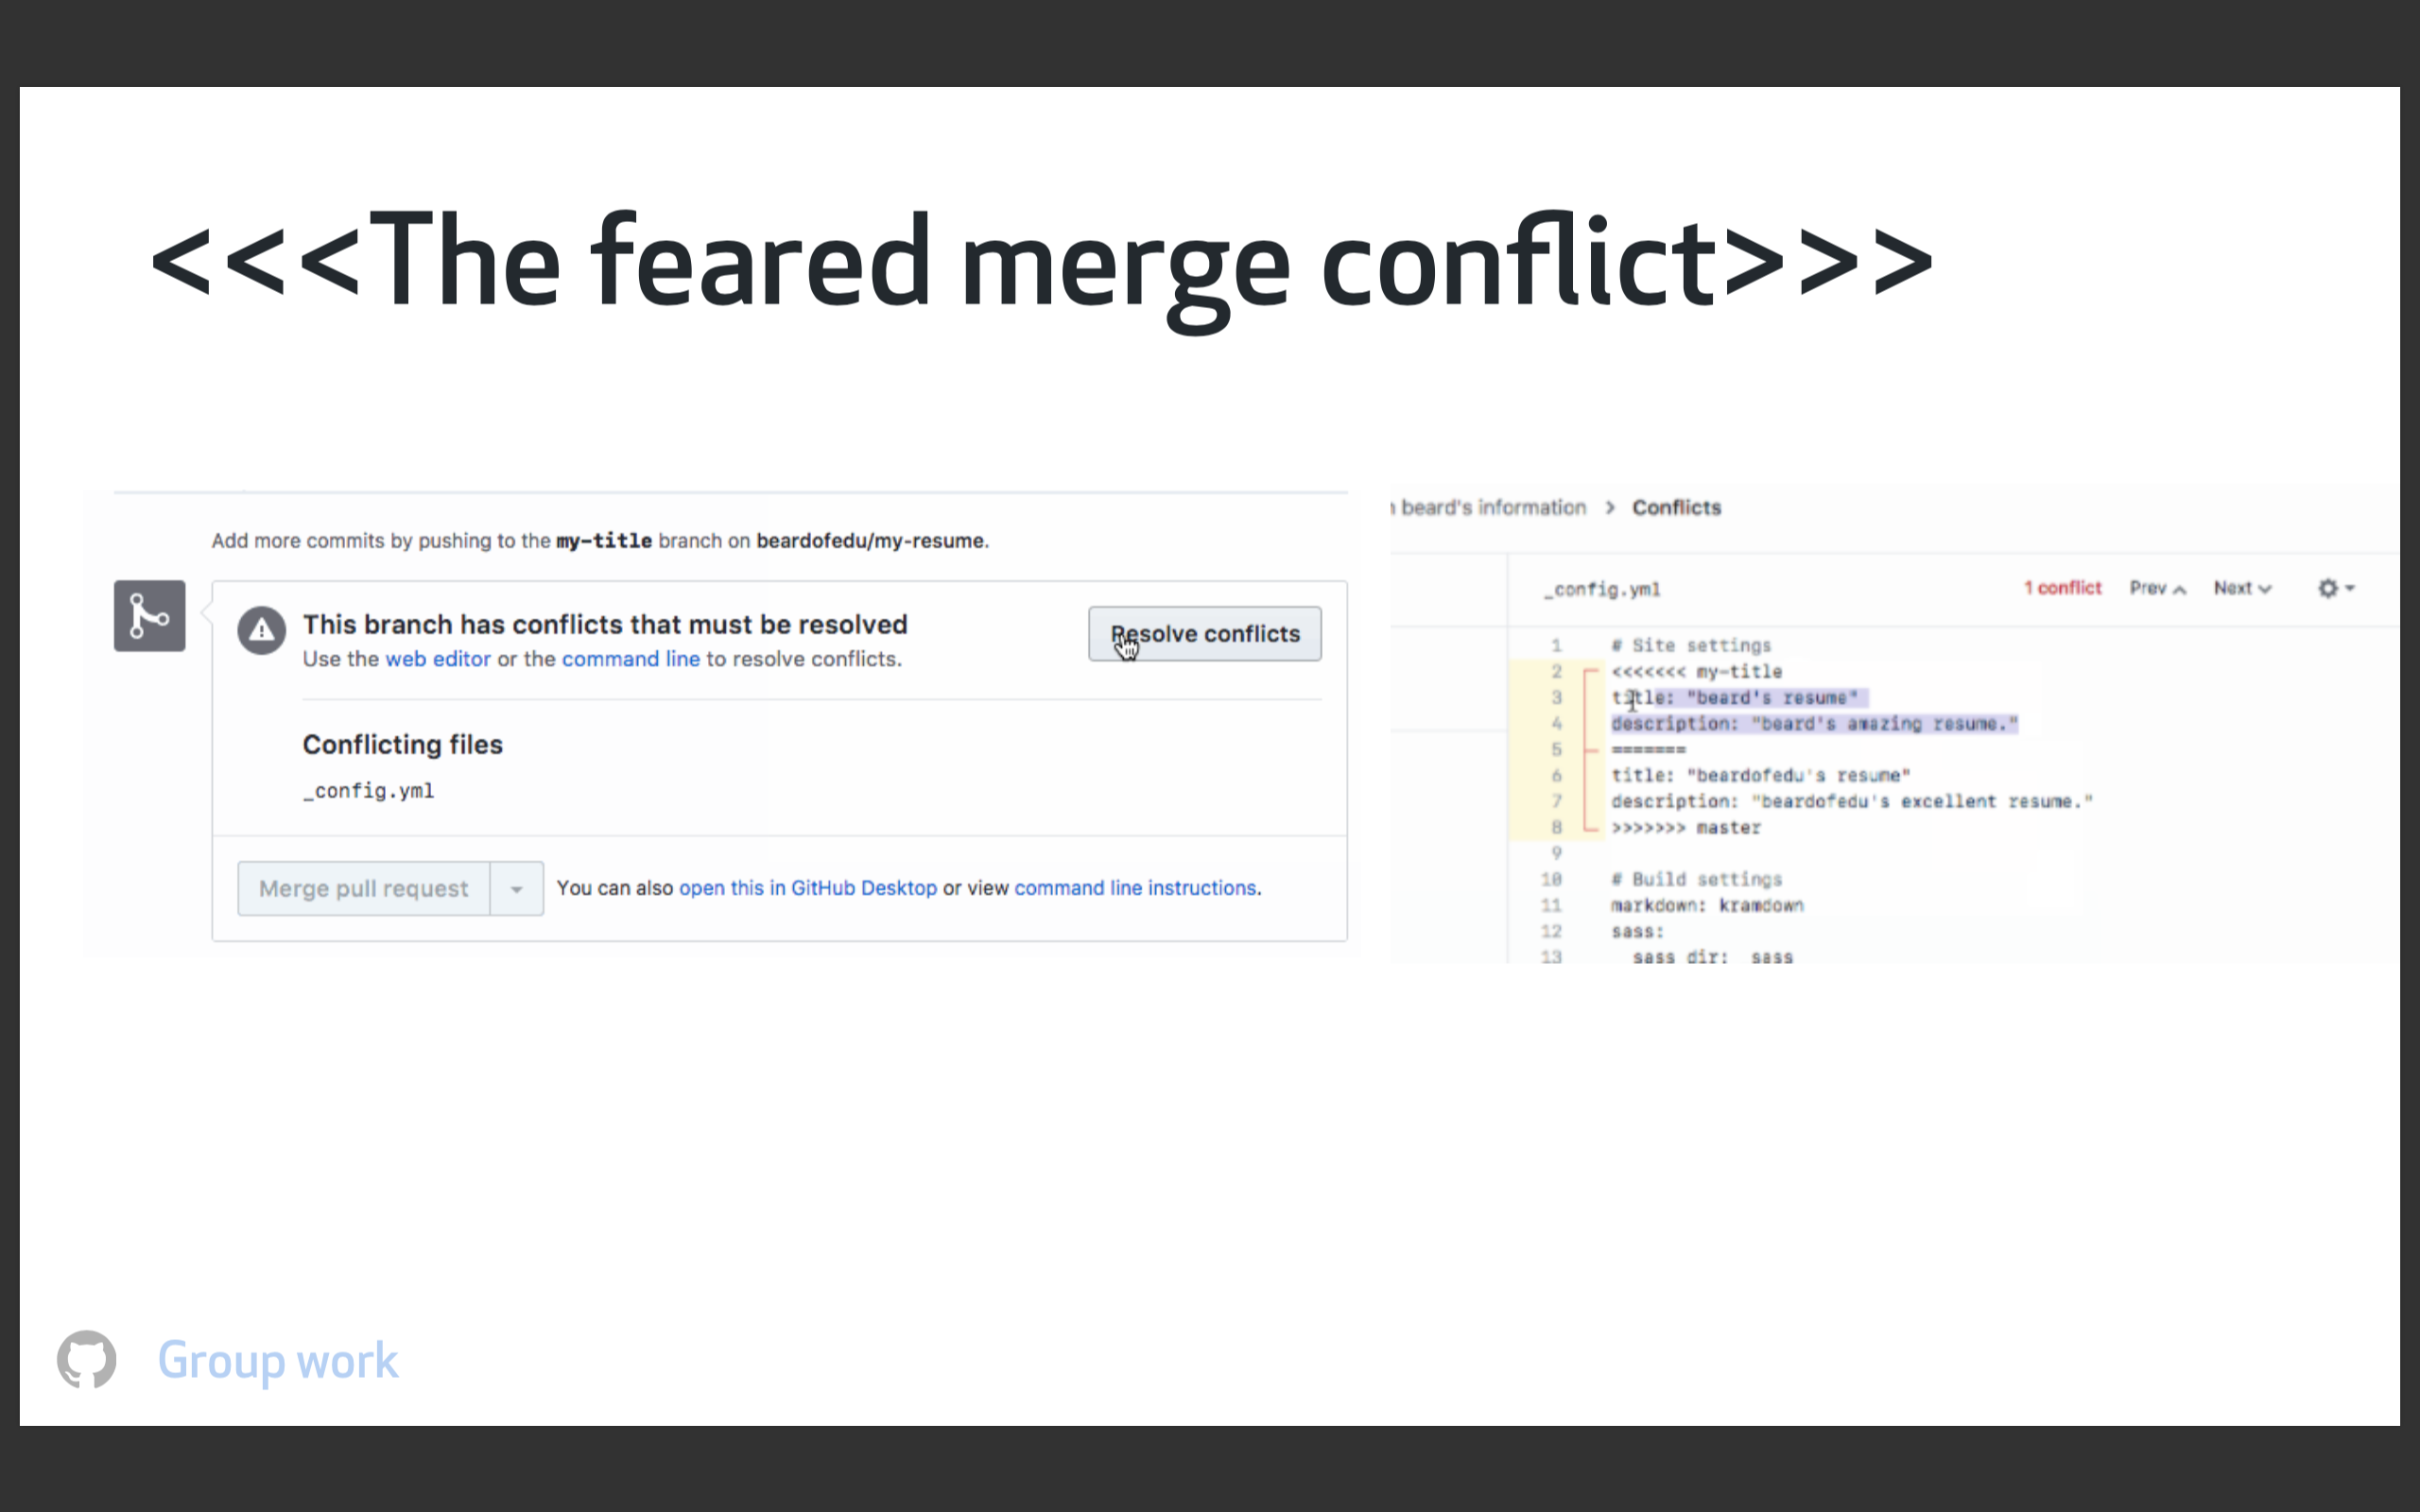 <<<The feared merge conflict>>>
Add more commits by pushing to the my-title branch on beardofedu/my-resume.
This branch has conflicts that must be resolved
Resolve conflicts
Use the web editor or the command line to resolve conflicts.
Conflicting files
_config.yml
Merge pull request
You can also open this in GitHub Desktop or view command line instructions.
beard's information > Conflicts
_config.yml 1 conflict Prev Next
1 # Site settings
2 <<<<<<< my-title
3 title: "beard's resume"
4 description: "beard's amazing resume."
5 =======
6 title: "beardofedu's resume"
7 description: "beardofedu's excellent resume."
8 >>>>>>> master
9
10 # Build settings
11 markdown: kramdown
12 sass:
13 sass_dir: _sass
Group work